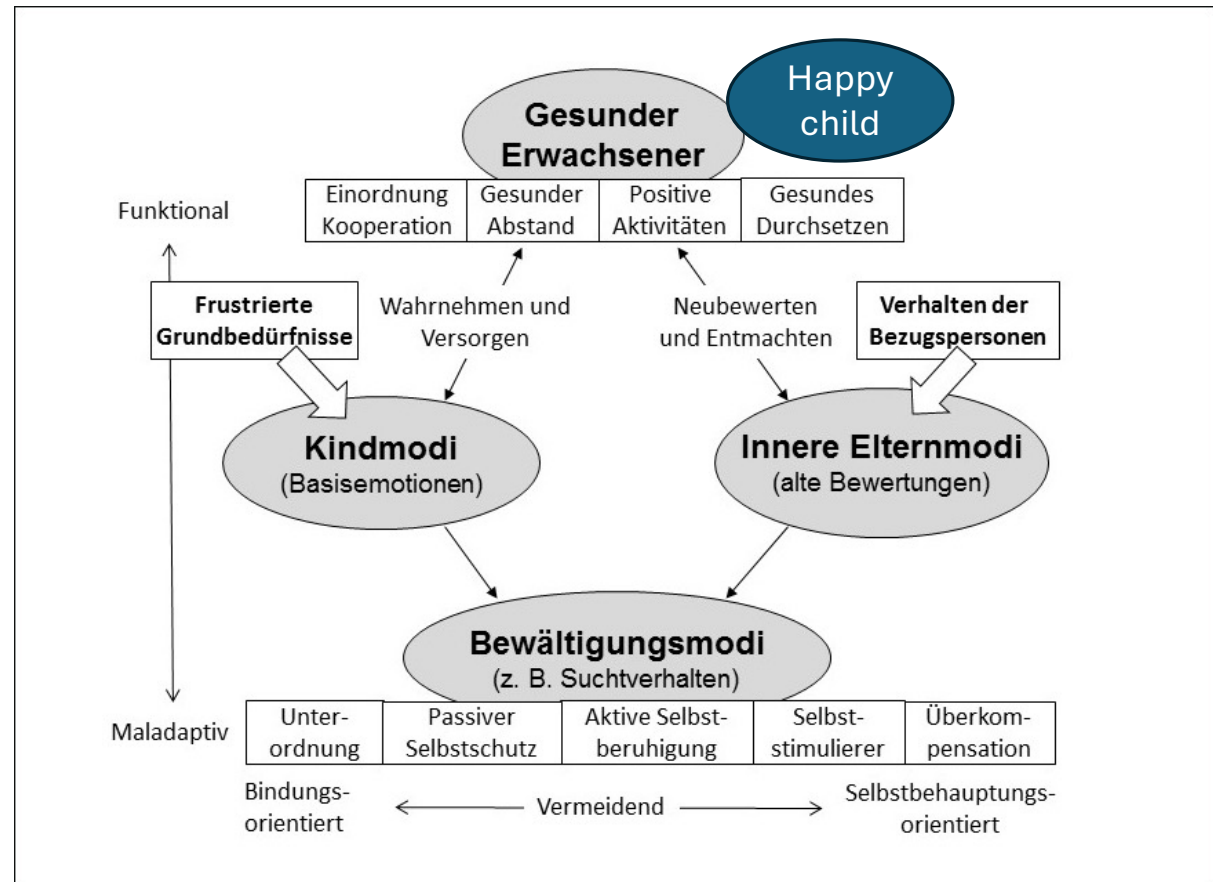 Happy
child
Gesunder
Erwachsener
Funktional
Einordnung
Kooperation
Gesunder
Abstand
Positive
Aktivitäten
Gesundes
Durchsetzen
Frustrierte
Grundbedürfnisse
Wahrnehmen und
Versorgen
Neubewerten
und Entmachten
Verhalten der
Bezugspersonen
Kindmodi
(Basisemotionen)
Innere Elternmodi
(alte Bewertungen)
Bewältigungsmodi
(z. B. Suchtverhalten)
Maladaptiv
Unter-
ordnung
Passiver
Selbstschutz
Aktive Selbst-
beruhigung
Selbst-
stimulierer
Überkom-
pensation
Bindungs-
orientiert
Vermeidend
Selbstbehauptungs-
orientiert